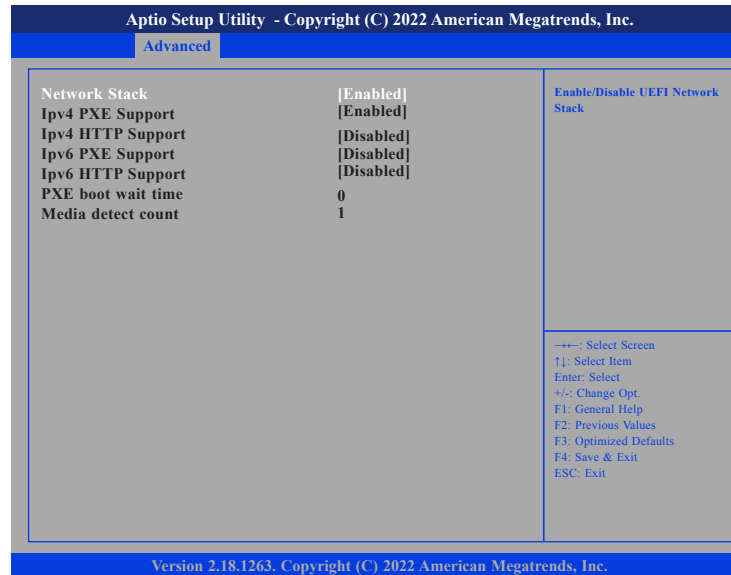 Aptio Setup Utility - Copyright (C) 2022 American Megatrends, Inc.
Advanced
Network Stack [Enabled]
Ipv4 PXE Support [Enabled]
Ipv4 HTTP Support [Disabled]
Ipv6 PXE Support [Disabled]
Ipv6 HTTP Support [Disabled]
PXE boot wait time 0
Media detect count 1
Enable/Disable UEFI Network
Stack
→←: Select Screen
↑↓: Select Item
Enter: Select
+/-: Change Opt.
F1: General Help
F2: Previous Values
F3: Optimized Defaults
F4: Save & Exit
ESC: Exit
Version 2.18.1263. Copyright (C) 2022 American Megatrends, Inc.